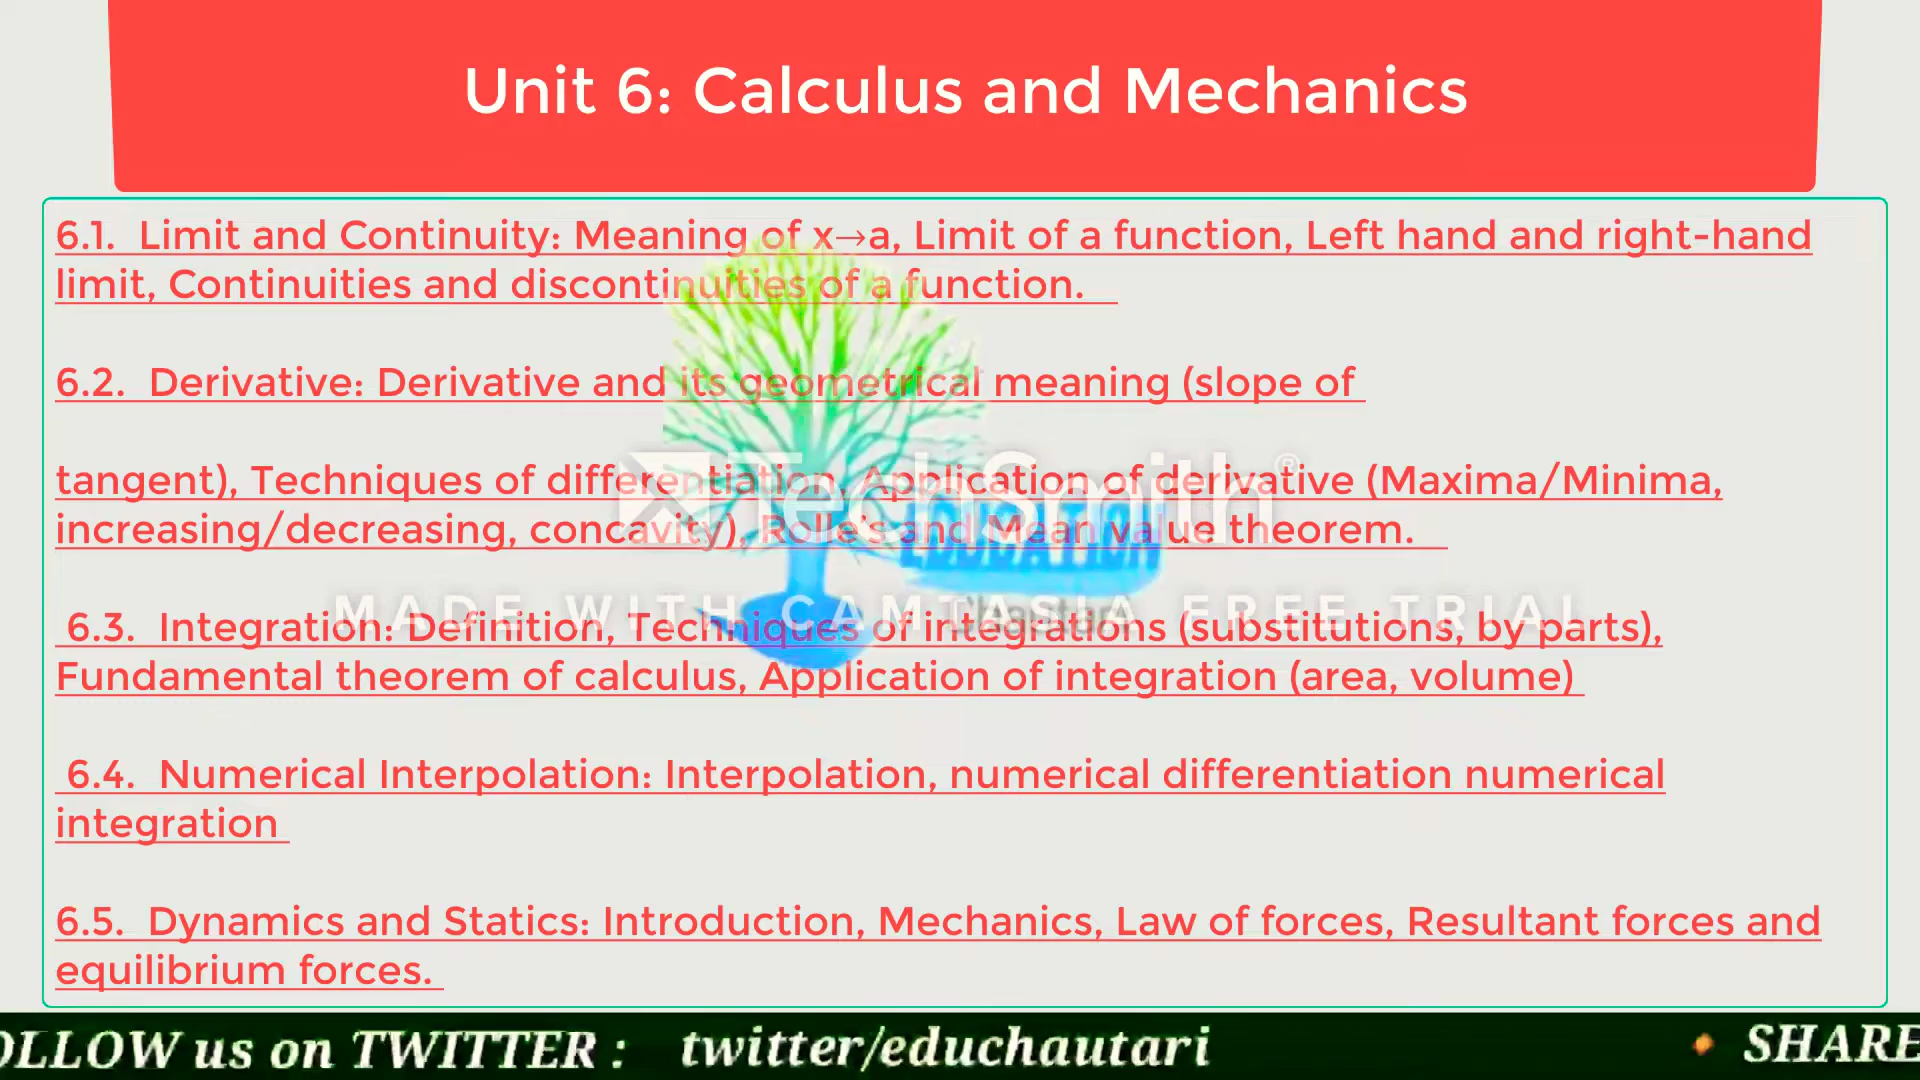 Unit 6: Calculus and Mechanics
6.1. Limit and Continuity: Meaning of x→a, Limit of a function, Left hand and right-hand
limit, Continuities and discontinuities of a function.
6.2. Derivative: Derivative and its geometrical meaning (slope of
tangent), Techniques of differentiation, Application of derivative (Maxima/Minima,
increasing/decreasing, concavity), Rolle's and Mean value theorem.
TechSmith®
EDUCATION
MADE WITH CAMTASIA FREE TRIAL
6.3. Integration: Definition, Techniques of integrations (substitutions, by parts),
Fundamental theorem of calculus, Application of integration (area, volume)
6.4. Numerical Interpolation: Interpolation, numerical differentiation numerical
integration
6.5. Dynamics and Statics: Introduction, Mechanics, Law of forces, Resultant forces and
equilibrium forces.
OLLOW us on TWITTER : twitter/educhautari • SHARE